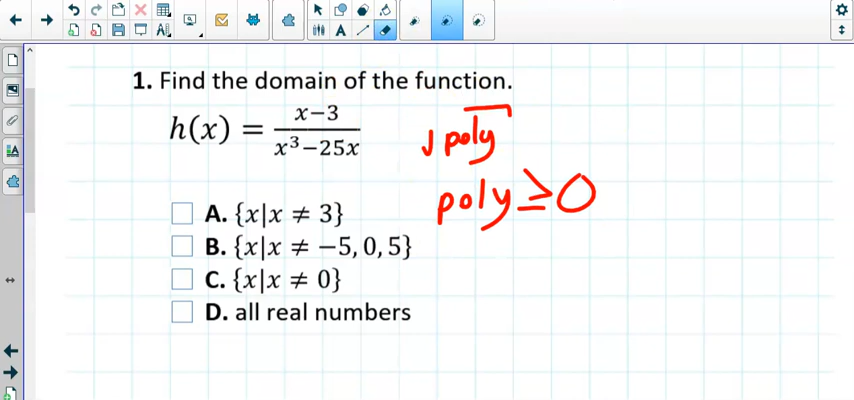 1. Find the domain of the function.
h(x) = (x−3)/(x³−25x)
√poly
poly ≥ 0
A. {x|x ≠ 3}
B. {x|x ≠ −5, 0, 5}
C. {x|x ≠ 0}
D. all real numbers